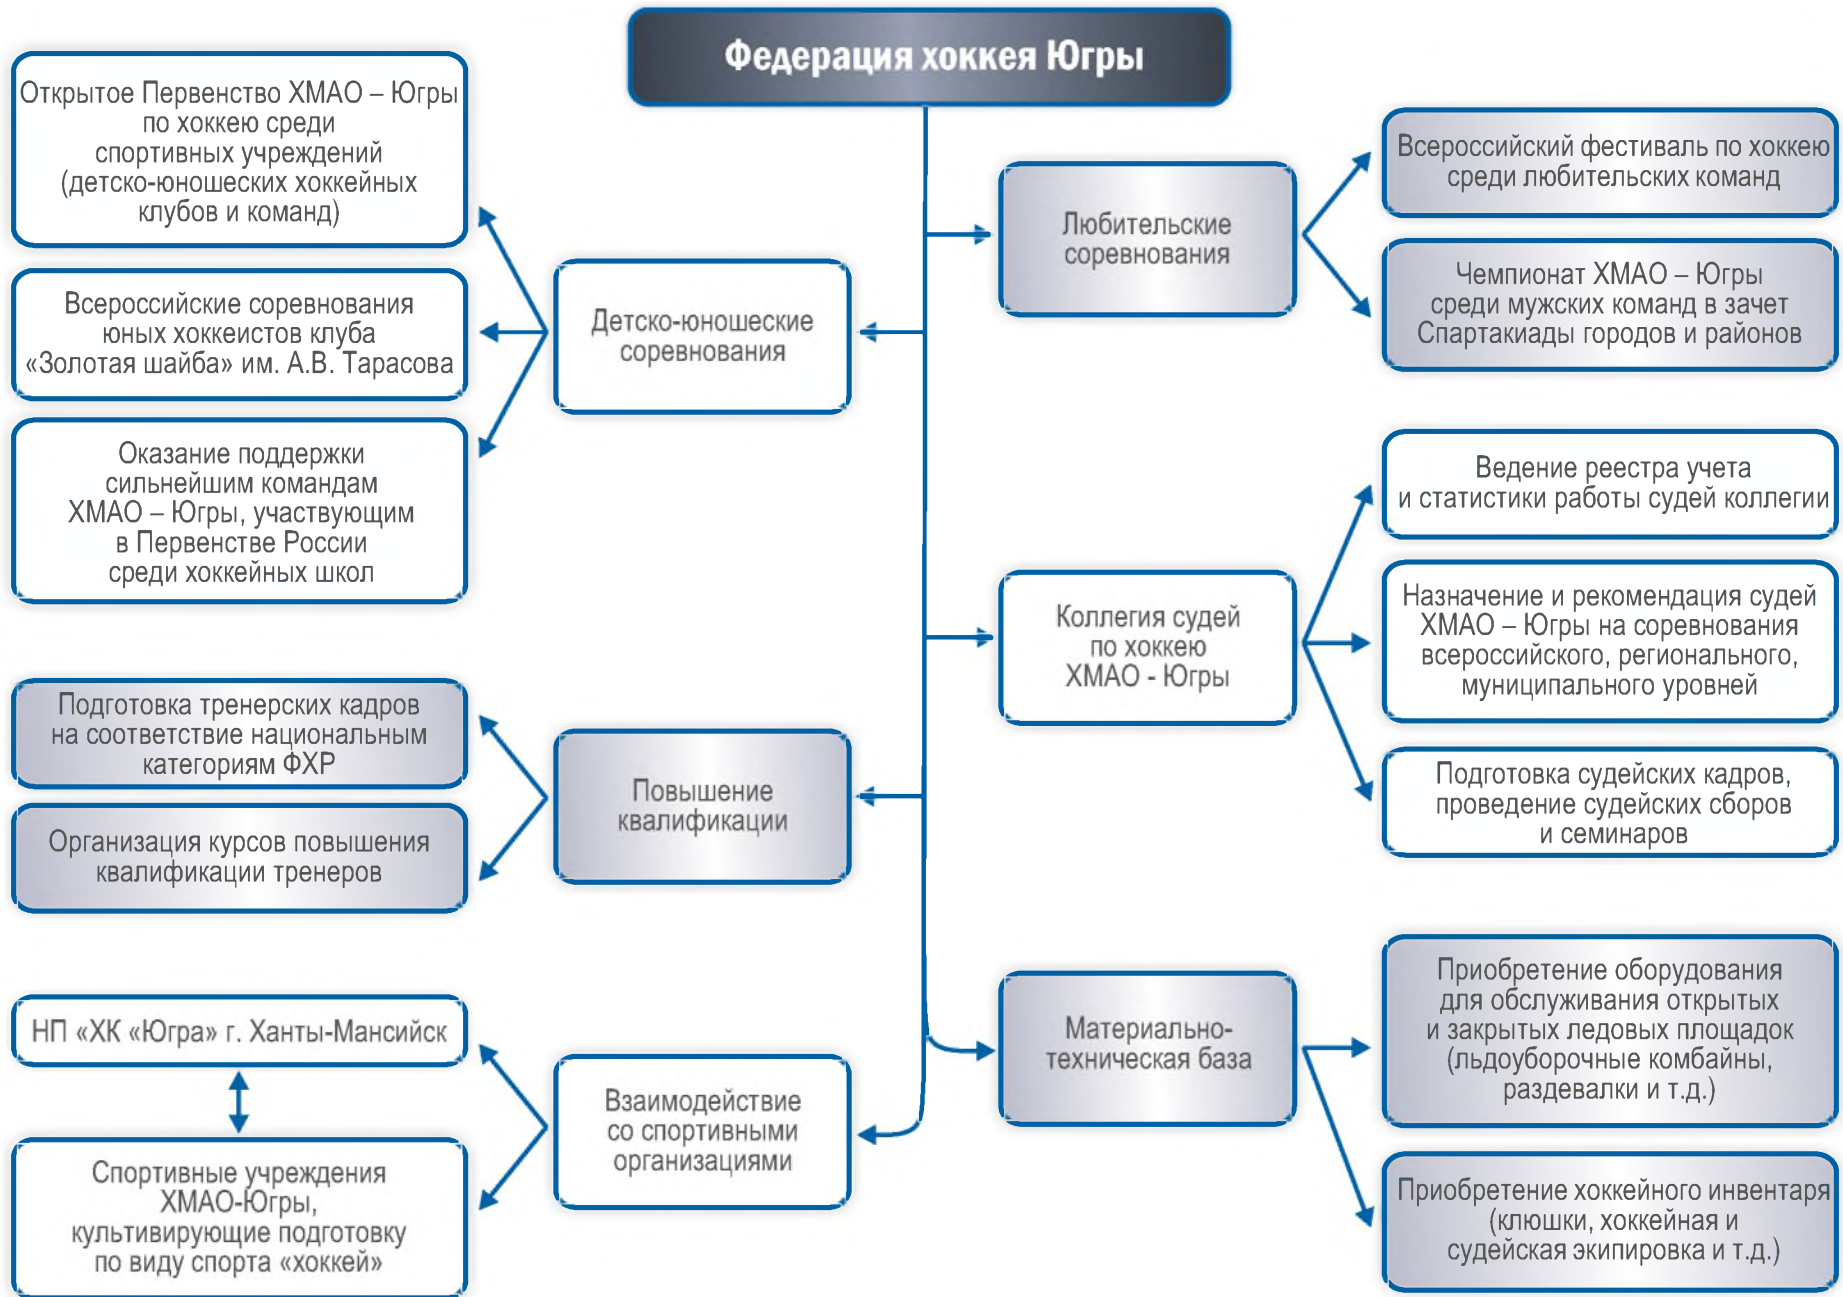 Федерация хоккея Югры
Открытое Первенство ХМАО – Югры
по хоккею среди
спортивных учреждений
(детско-юношеских хоккейных
клубов и команд)
Всероссийские соревнования
юных хоккеистов клуба
«Золотая шайба» им. А.В. Тарасова
Оказание поддержки
сильнейшим командам
ХМАО – Югры, участвующим
в Первенстве России
среди хоккейных школ
Детско-юношеские
соревнования
Подготовка тренерских кадров
на соответствие национальным
категориям ФХР
Организация курсов повышения
квалификации тренеров
Повышение
квалификации
НП «ХК «Югра» г. Ханты-Мансийск
Спортивные учреждения
ХМАО-Югры,
культивирующие подготовку
по виду спорта «хоккей»
Взаимодействие
со спортивными
организациями
Любительские
соревнования
Всероссийский фестиваль по хоккею
среди любительских команд
Чемпионат ХМАО – Югры
среди мужских команд в зачет
Спартакиады городов и районов
Коллегия судей
по хоккею
ХМАО - Югры
Ведение реестра учета
и статистики работы судей коллегии
Назначение и рекомендация судей
ХМАО – Югры на соревнования
всероссийского, регионального,
муниципального уровней
Подготовка судейских кадров,
проведение судейских сборов
и семинаров
Материально-
техническая база
Приобретение оборудования
для обслуживания открытых
и закрытых ледовых площадок
(льдоуборочные комбайны,
раздевалки и т.д.)
Приобретение хоккейного инвентаря
(клюшки, хоккейная и
судейская экипировка и т.д.)